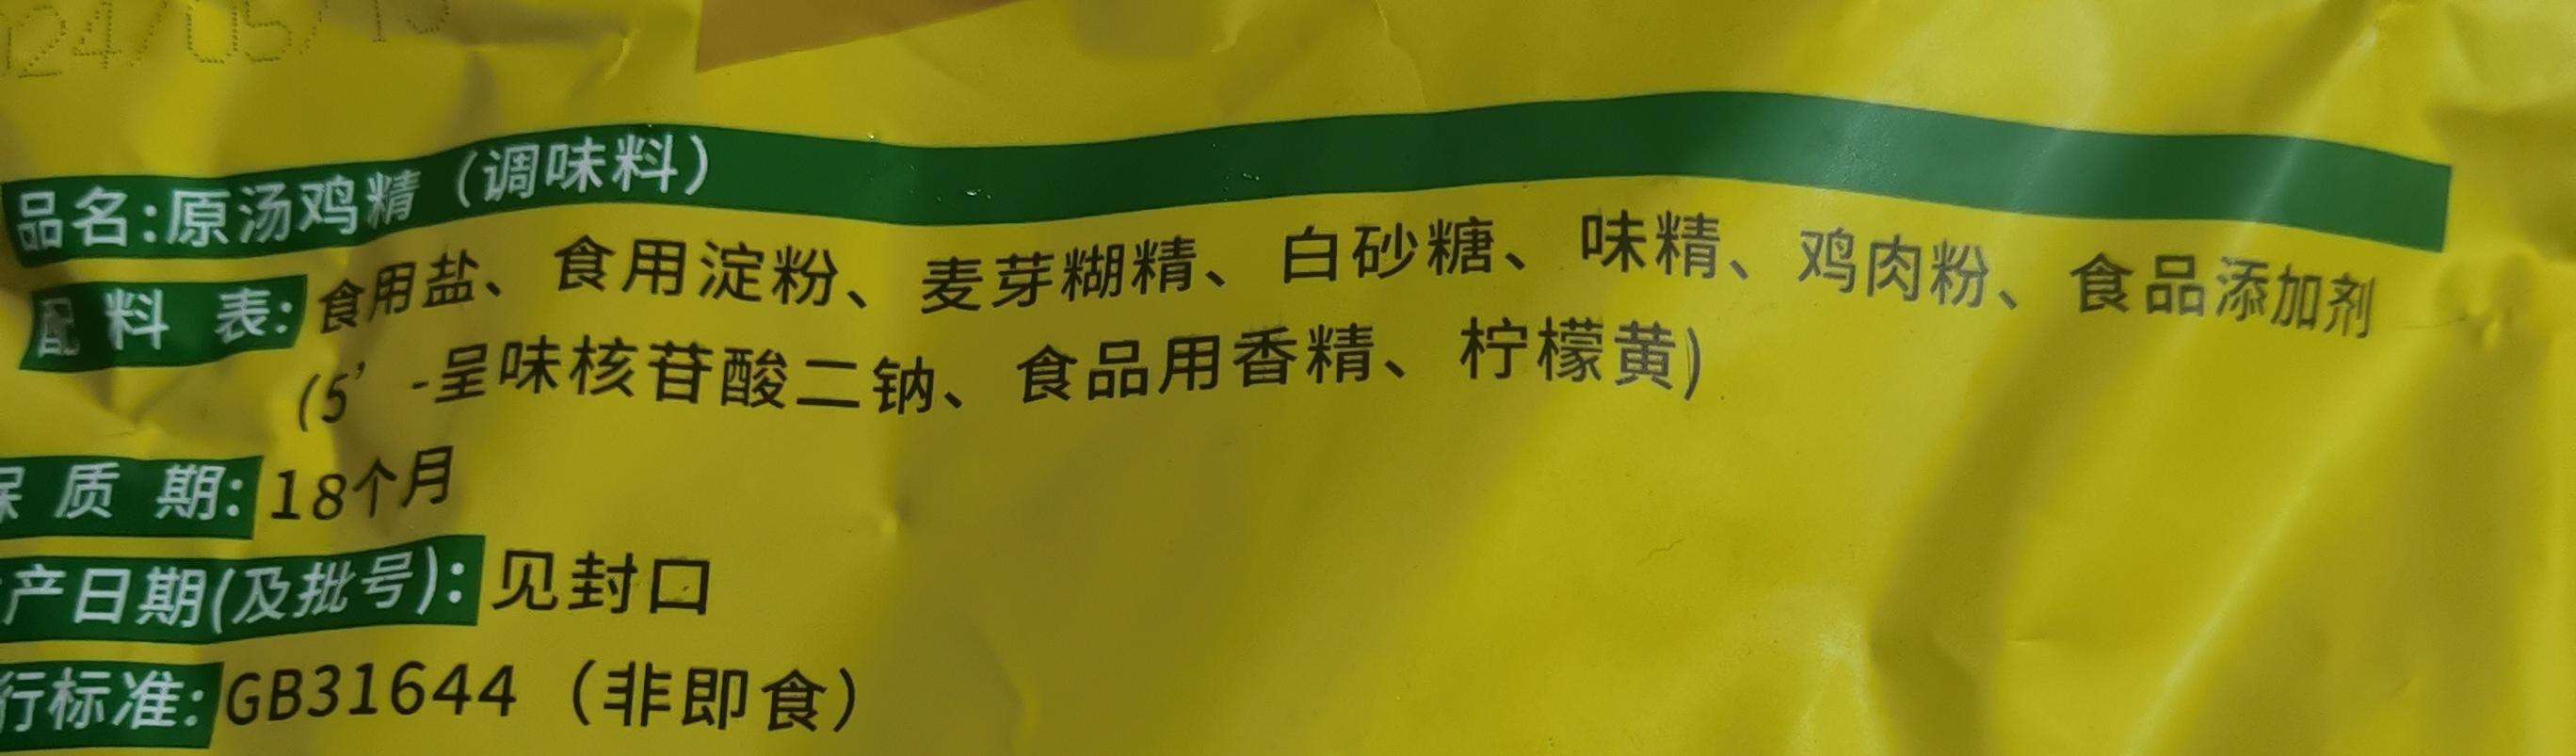 24/05/15
品名:原汤鸡精（调味料）
配料表:食用盐、食用淀粉、麦芽糊精、白砂糖、味精、鸡肉粉、食品添加剂
(5’-呈味核苷酸二钠、食品用香精、柠檬黄)
保质期:18个月
产日期(及批号):见封口
行标准:GB31644（非即食）